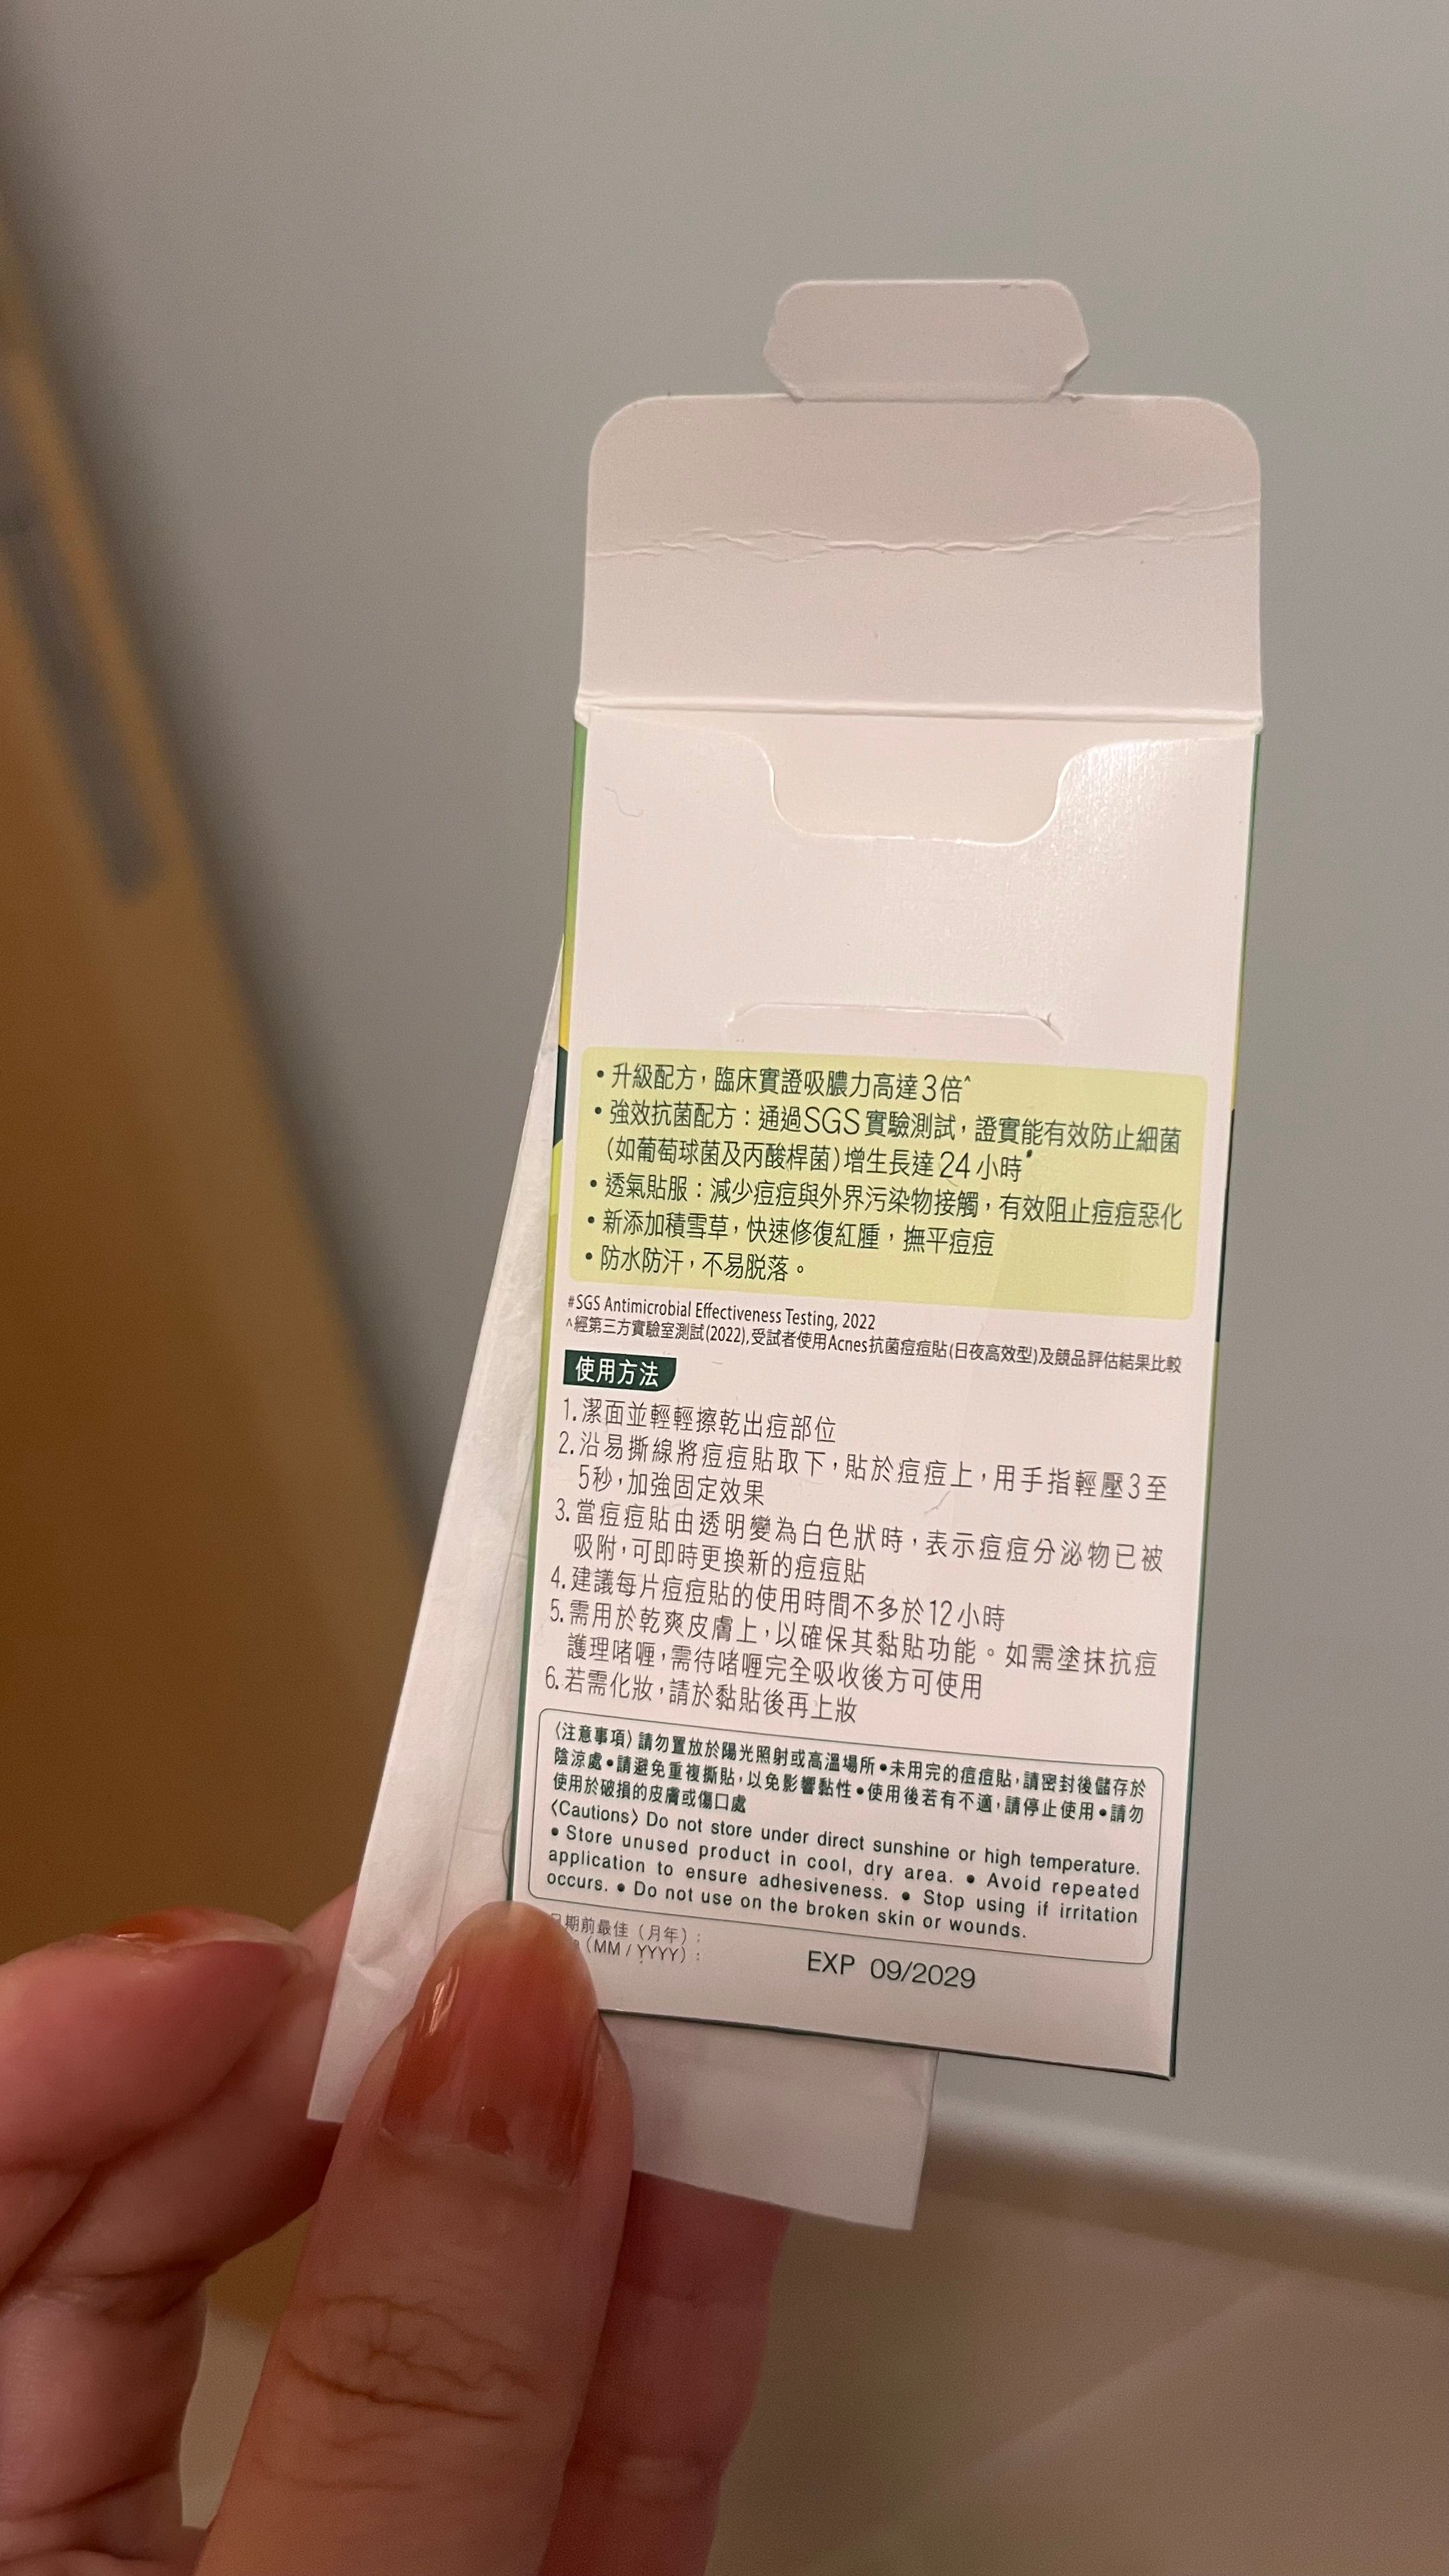 • 升級配方，臨床實證吸膿力高達3倍^
• 強效抗菌配方：通過SGS實驗測試，證實能有效防止細菌
(如葡萄球菌及丙酸桿菌)增生長達24小時#
• 透氣貼服：減少痘痘與外界污染物接觸，有效阻止痘痘惡化
• 新添加積雪草，快速修復紅腫，撫平痘痘
• 防水防汗，不易脫落。
#SGS Antimicrobial Effectiveness Testing, 2022
^經第三方實驗室測試(2022),受試者使用Acnes抗菌痘痘貼(日夜高效型)及競品評估結果比較
使用方法
1.潔面並輕輕擦乾出痘部位
2.沿易撕線將痘痘貼取下，貼於痘痘上，用手指輕壓3至
5秒，加強固定效果
3.當痘痘貼由透明變為白色狀時，表示痘痘分泌物已被
吸附，可即時更換新的痘痘貼
4.建議每片痘痘貼的使用時間不多於12小時
5.需用於乾爽皮膚上，以確保其黏貼功能。如需塗抹抗痘
護理啫喱，需待啫喱完全吸收後方可使用
6.若需化妝，請於黏貼後再上妝
〈注意事項〉請勿置放於陽光照射或高溫場所•未用完的痘痘貼，請密封後儲存於
陰涼處•請避免重複撕貼，以免影響黏性•使用後若有不適，請停止使用•請勿
使用於破損的皮膚或傷口處
〈Cautions〉Do not store under direct sunshine or high temperature.
• Store unused product in cool, dry area. • Avoid repeated
application to ensure adhesiveness. • Stop using if irritation
occurs. • Do not use on the broken skin or wounds.
日期前最佳（月年）:
（MM / YYYY）:
EXP 09/2029